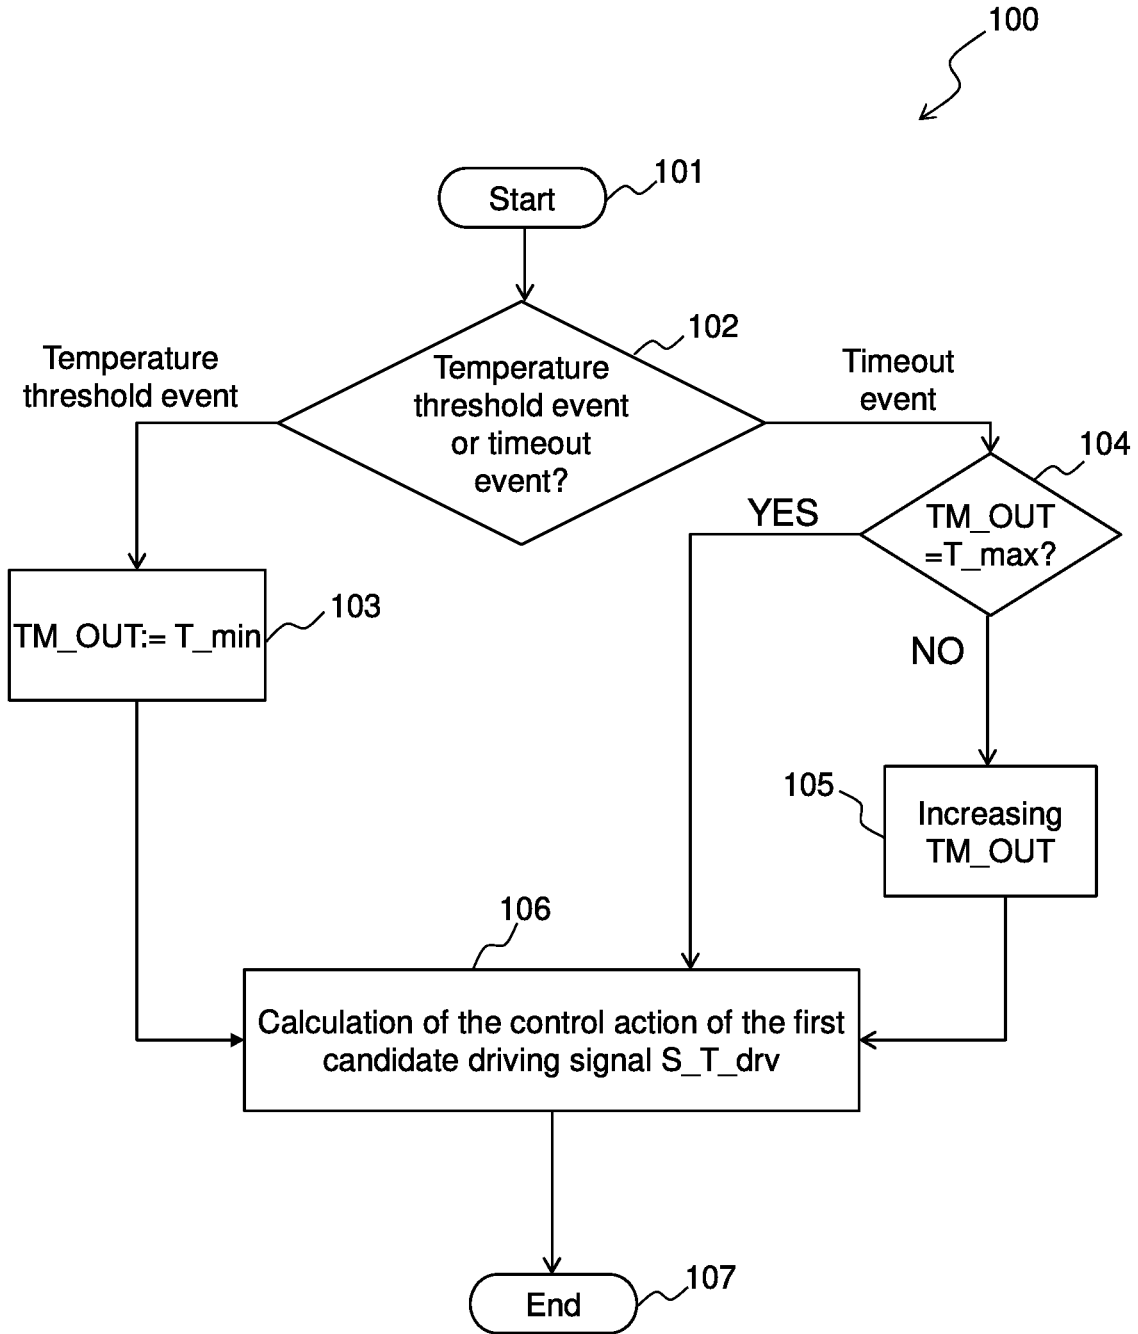 100
Start
101
102
Temperature
threshold event
Temperature
threshold event
or timeout
event?
Timeout
event
104
YES
TM_OUT
=T_max?
TM_OUT:= T_min
103
NO
105
Increasing
TM_OUT
106
Calculation of the control action of the first
candidate driving signal S_T_drv
End
107